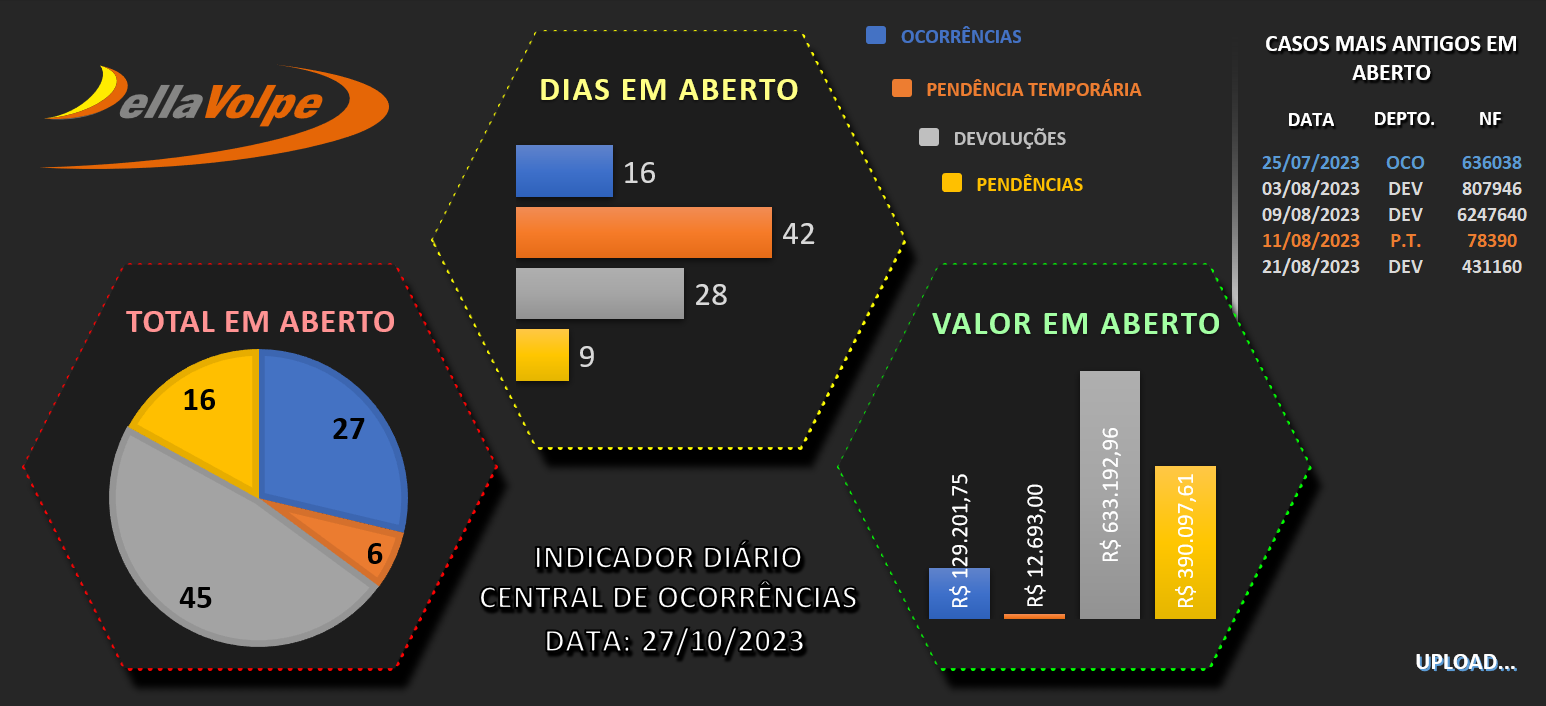 DellaVolpe
DIAS EM ABERTO
16
42
28
9
OCORRÊNCIAS
PENDÊNCIA TEMPORÁRIA
DEVOLUÇÕES
PENDÊNCIAS
CASOS MAIS ANTIGOS EM
ABERTO
DATA DEPTO. NF
25/07/2023 OCO 636038
03/08/2023 DEV 807946
09/08/2023 DEV 6247640
11/08/2023 P.T. 78390
21/08/2023 DEV 431160
TOTAL EM ABERTO
16
27
6
45
INDICADOR DIÁRIO
CENTRAL DE OCORRÊNCIAS
DATA: 27/10/2023
VALOR EM ABERTO
R$ 129.201,75
R$ 12.693,00
R$ 633.192,96
R$ 390.097,61
UPLOAD...